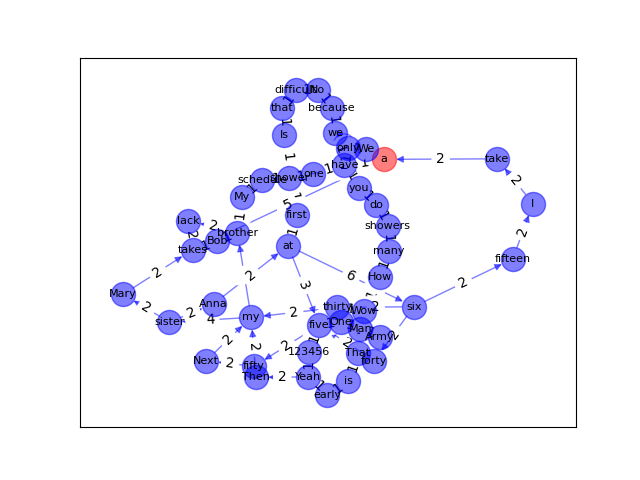 difficult No
that because
Is we
only We a take
have
1
My schedule shower one 1 1
5 you I
lack first do
2 brother showers 2
takes Bob at many
2 How fifteen
Mary Anna 2 3 6 2
2 sister 2 4 my 2 thirty Wow 2 six
five One Man Army
Next 2 2 123456 2 That 2
2 fifty forty
Then 2 Yeah is
early